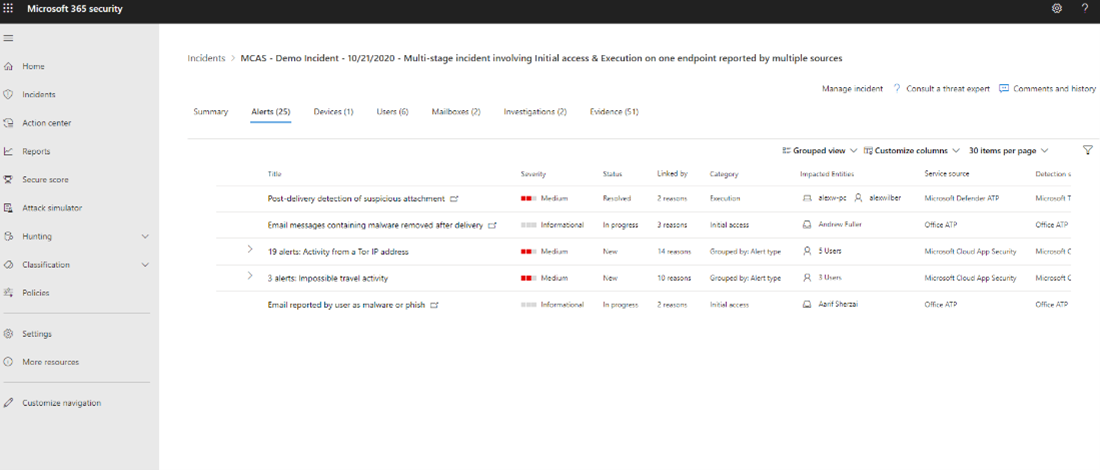 Microsoft 365 security
Home
Incidents
Action center
Reports
Secure score
Attack simulator
Hunting
Classification
Policies
Settings
More resources
Customize navigation
Incidents > MCAS - Demo Incident - 10/21/2020 - Multi-stage incident involving Initial access & Execution on one endpoint reported by multiple sources
Manage incident ? Consult a threat expert Comments and history
Summary Alerts (25) Devices (1) Users (6) Mailboxes (2) Investigations (2) Evidence (51)
Grouped view Customize columns 30 items per page
Title Severity Status Linked by Category Impacted Entities Service source Detection s
Post-delivery detection of suspicious attachment Medium Resolved 2 reasons Execution alexw-pc alexwilber Microsoft Defender ATP Microsoft T
Email messages containing malware removed after delivery Informational In progress 3 reasons Initial access Andrew Fuller Office ATP Office ATP
19 alerts: Activity from a Tor IP address Medium New 14 reasons Grouped by: Alert type 5 Users Microsoft Cloud App Security Microsoft C
3 alerts: Impossible travel activity Medium New 10 reasons Grouped by: Alert type 3 Users Microsoft Cloud App Security Microsoft C
Email reported by user as malware or phish Informational In progress 2 reasons Initial access Aarif Sherzai Office ATP Office ATP